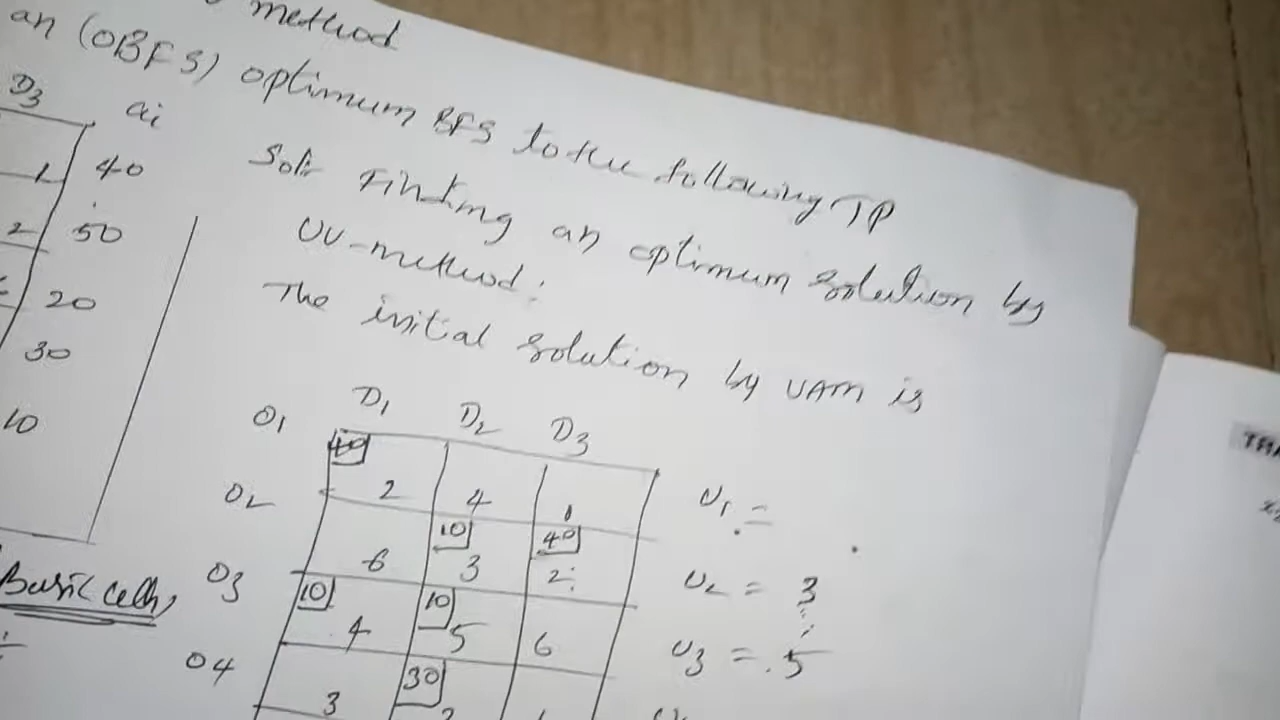 method
an (OBFS) optimum BFS to the following TP
D3 ai
1 40
2 50
20
30
10
Basic cells,
Sol: Finting an optimum solution by
UV-method:
The initial solution by VAM is
D1 D2 D3
O1 40 2 4 1 U1 =
O2 6 10 3 40 2 U2 = 3
O3 10 4 10 5 6 U3 = 5
O4 3 30